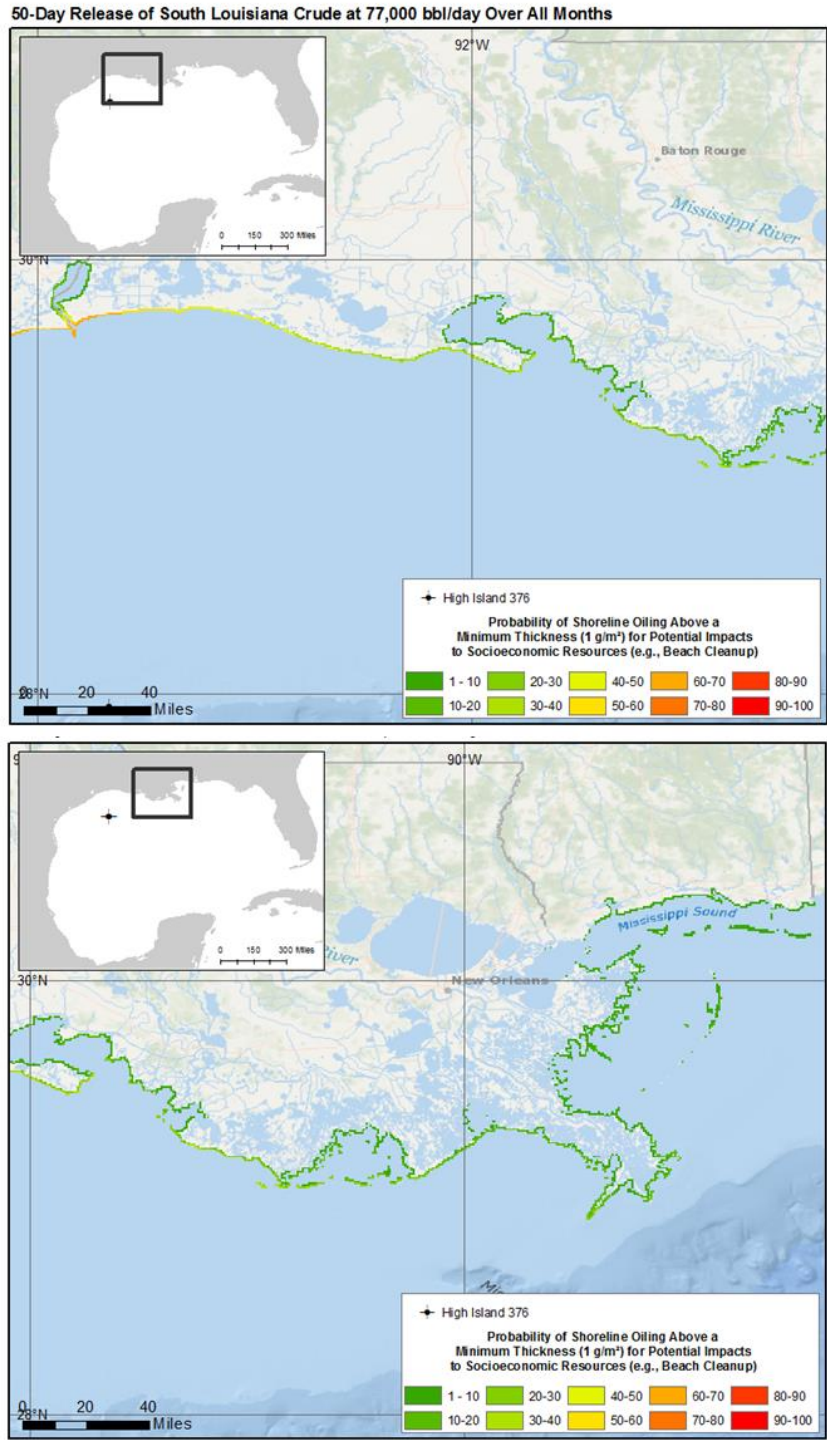 50-Day Release of South Louisiana Crude at 77,000 bbl/day Over All Months
92°W
Baton Rouge
Mississippi River
0 150 300 Miles
30°N
High Island 376
Probability of Shoreline Oiling Above a
Minimum Thickness (1 g/m²) for Potential Impacts
to Socioeconomic Resources (e.g., Beach Cleanup)
1 - 10 20-30 40-50 60-70 80-90
10-20 30-40 50-60 70-80 90-100
28°N
0 20 40
Miles
90°W
0 150 300 Miles
Mississippi Sound
River
New Orleans
30°N
High Island 376
Probability of Shoreline Oiling Above a
Minimum Thickness (1 g/m²) for Potential Impacts
to Socioeconomic Resources (e.g., Beach Cleanup)
1 - 10 20-30 40-50 60-70 80-90
10-20 30-40 50-60 70-80 90-100
28°N
0 20 40
Miles